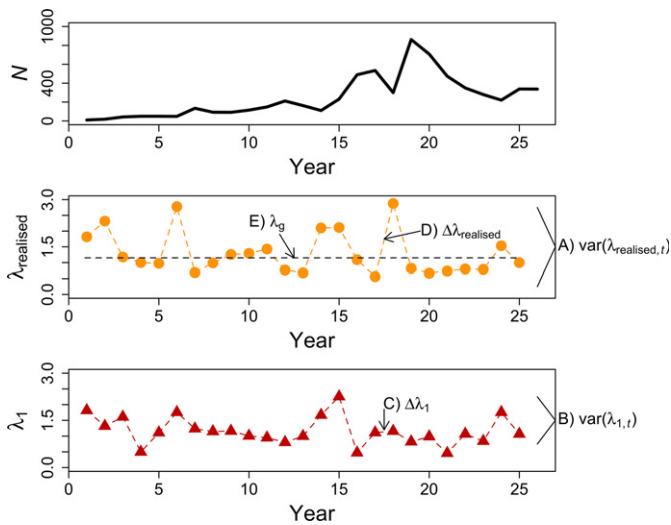 1000
400
0
N
0 5 10 15 20 25
Year
3.0
1.5
0.0
λrealised
E) λg
D) Δλrealised
A) var(λrealised,t)
0 5 10 15 20 25
Year
3.0
1.5
0.0
λ1
C) Δλ1
B) var(λ1,t)
0 5 10 15 20 25
Year